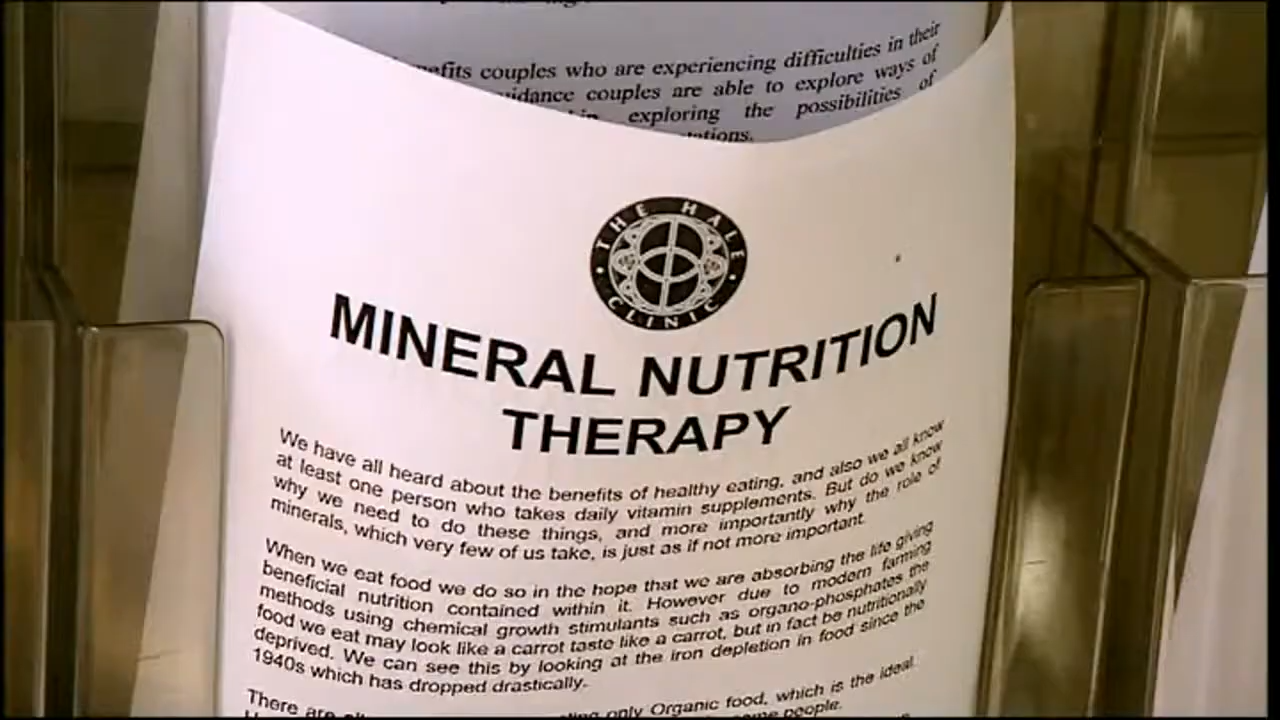 efits couples who are experiencing difficulties in their
idance couples are able to explore ways of
exploring the possibilities of
THE HALE
CLINIC
MINERAL NUTRITION
THERAPY
We have all heard about the benefits of healthy eating, and also we all know
at least one person who takes daily vitamin supplements. But do we know
why we need to do these things, and more importantly why the role of
minerals, which very few of us take, is just as if not more important.
When we eat food we do so in the hope that we are absorbing the life giving
beneficial nutrition contained within it. However due to modern farming
methods using chemical growth stimulants such as organo-phosphates the
food we eat may look like a carrot taste like a carrot, but in fact be nutritionally
deprived. We can see this by looking at the iron depletion in food since the
1940s which has dropped drastically.
There are only Organic food, which is the ideal.
some people.